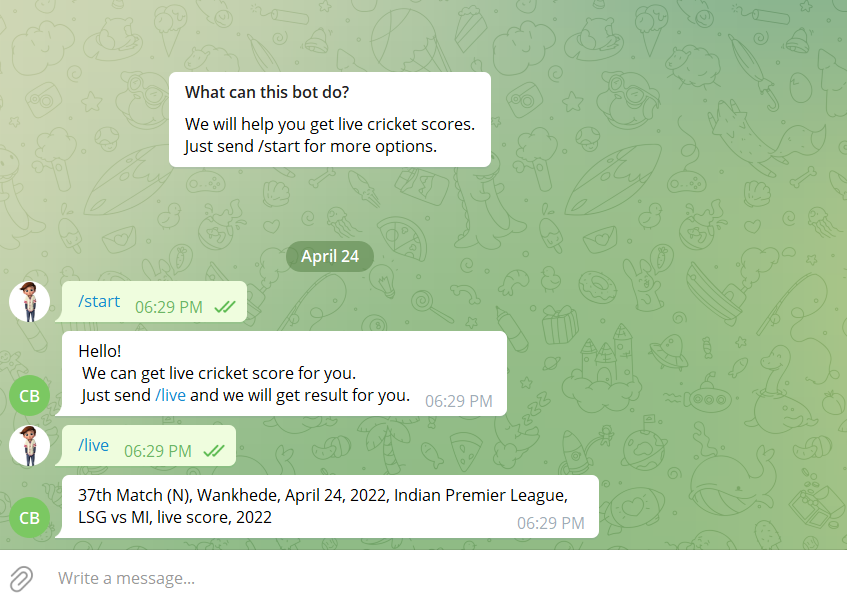 What can this bot do?
We will help you get live cricket scores.
Just send /start for more options.
April 24
/start 06:29 PM
Hello!
We can get live cricket score for you.
Just send /live and we will get result for you. 06:29 PM
CB
/live 06:29 PM
37th Match (N), Wankhede, April 24, 2022, Indian Premier League,
LSG vs MI, live score, 2022
06:29 PM
CB
Write a message...